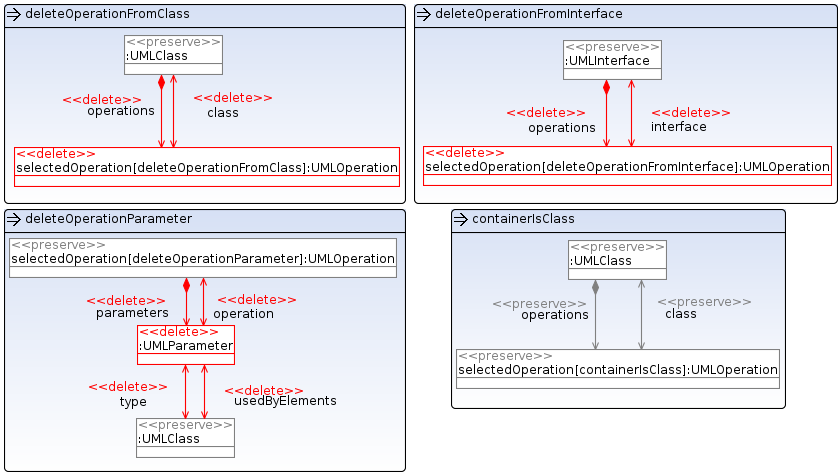 deleteOperationFromClass
<<preserve>>
:UMLClass
<<delete>>
operations
<<delete>>
class
<<delete>>
selectedOperation[deleteOperationFromClass]:UMLOperation
deleteOperationFromInterface
<<preserve>>
:UMLInterface
<<delete>>
operations
<<delete>>
interface
<<delete>>
selectedOperation[deleteOperationFromInterface]:UMLOperation
deleteOperationParameter
<<preserve>>
selectedOperation[deleteOperationParameter]:UMLOperation
<<delete>>
parameters
<<delete>>
operation
<<delete>>
:UMLParameter
<<delete>>
type
<<delete>>
usedByElements
<<preserve>>
:UMLClass
containerIsClass
<<preserve>>
:UMLClass
<<preserve>>
operations
<<preserve>>
class
<<preserve>>
selectedOperation[containerIsClass]:UMLOperation